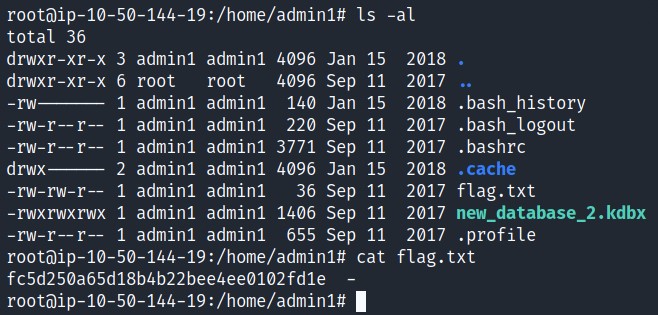 root@ip-10-50-144-19:/home/admin1# ls -al
total 36
drwxr-xr-x 3 admin1 admin1 4096 Jan 15  2018 .
drwxr-xr-x 6 root   root   4096 Sep 11  2017 ..
-rw------- 1 admin1 admin1  140 Jan 15  2018 .bash_history
-rw-r--r-- 1 admin1 admin1  220 Sep 11  2017 .bash_logout
-rw-r--r-- 1 admin1 admin1 3771 Sep 11  2017 .bashrc
drwx------ 2 admin1 admin1 4096 Jan 15  2018 .cache
-rw-rw-r-- 1 admin1 admin1   36 Sep 11  2017 flag.txt
-rwxrwxrwx 1 admin1 admin1 1406 Sep 11  2017 new_database_2.kdbx
-rw-r--r-- 1 admin1 admin1  655 Sep 11  2017 .profile
root@ip-10-50-144-19:/home/admin1# cat flag.txt
fc5d250a65d18b4b22bee4ee0102fd1e  -
root@ip-10-50-144-19:/home/admin1#